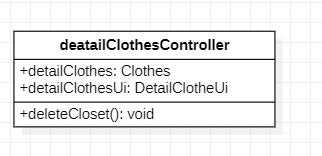 deatailClothesController
+detailClothes: Clothes
+detailClothesUi: DetailClotheUi
+deleteCloset(): void